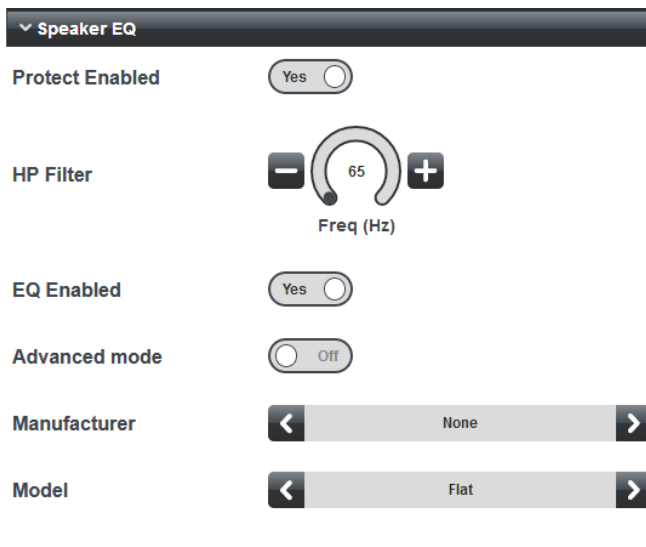 Speaker EQ
Protect Enabled Yes
HP Filter 65
Freq (Hz)
EQ Enabled Yes
Advanced mode Off
Manufacturer None
Model Flat